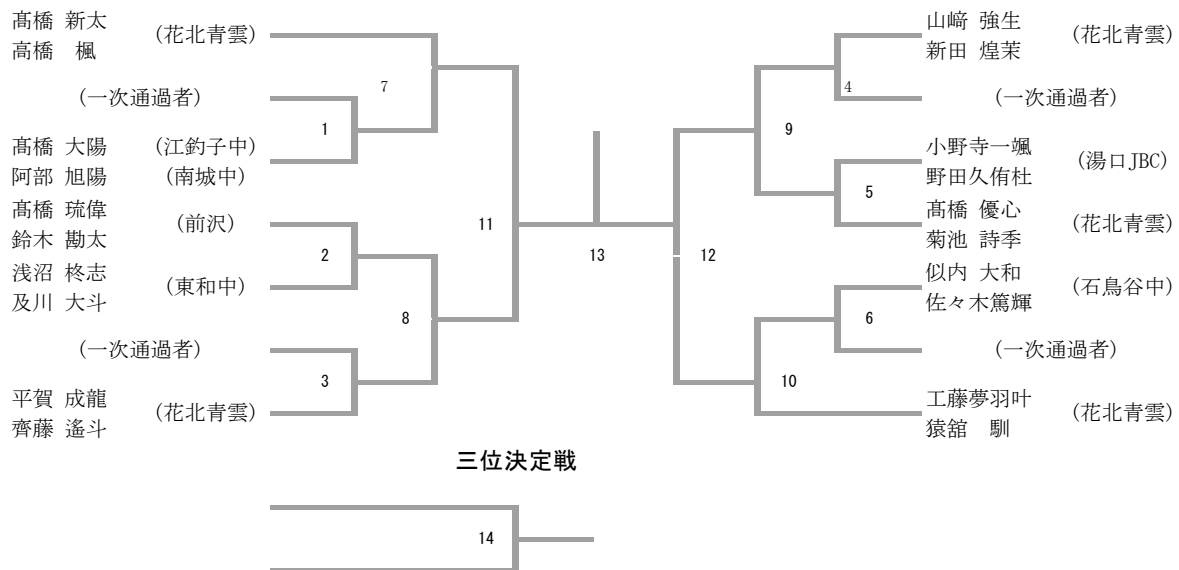 髙橋 新太
高橋 楓
(花北青雲)
7
(一次通過者)
1
髙橋 大陽 (江釣子中)
阿部 旭陽 (南城中)
髙橋 琉偉
鈴木 勘太
(前沢)
11
2
浅沼 柊志
及川 大斗
(東和中)
8
(一次通過者)
3
平賀 成龍
齊藤 遙斗
(花北青雲)
13
山﨑 強生
新田 煌茉
(花北青雲)
4
(一次通過者)
9
小野寺一颯
野田久侑杜
(湯口JBC)
5
髙橋 優心
菊池 詩季
(花北青雲)
12
似内 大和
佐々木篤輝
(石鳥谷中)
6
(一次通過者)
10
工藤夢羽叶
猿舘 馴
(花北青雲)
三位決定戦
14